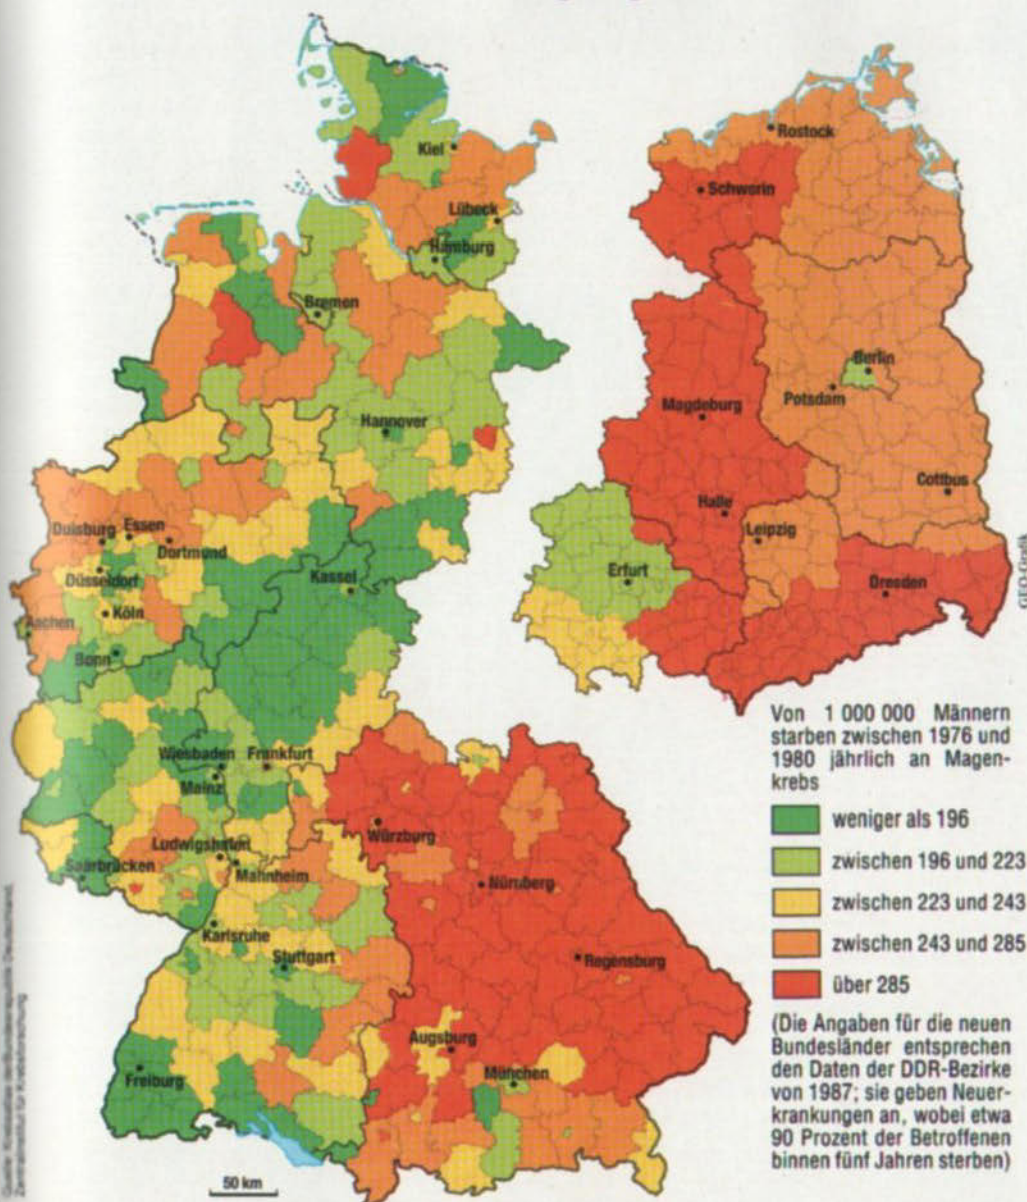 Kiel
Lübeck
Hamburg
Bremen
Hannover
Duisburg
Essen
Dortmund
Düsseldorf
Kassel
Köln
Aachen
Bonn
Wiesbaden
Frankfurt
Mainz
Würzburg
Ludwigshafen
Saarbrücken
Mahnheim
Nürnberg
Karlsruhe
Stuttgart
Regensburg
Augsburg
München
Freiburg
50 km
Rostock
Schwerin
Berlin
Potsdam
Magdeburg
Cottbus
Halle
Leipzig
Erfurt
Dresden
GEO-Grafik
Von 1 000 000 Männern
starben zwischen 1976 und
1980 jährlich an Magen-
krebs
weniger als 196
zwischen 196 und 223
zwischen 223 und 243
zwischen 243 und 285
über 285
(Die Angaben für die neuen
Bundesländer entsprechen
den Daten der DDR-Bezirke
von 1987; sie geben Neuer-
krankungen an, wobei etwa
90 Prozent der Betroffenen
binnen fünf Jahren sterben)